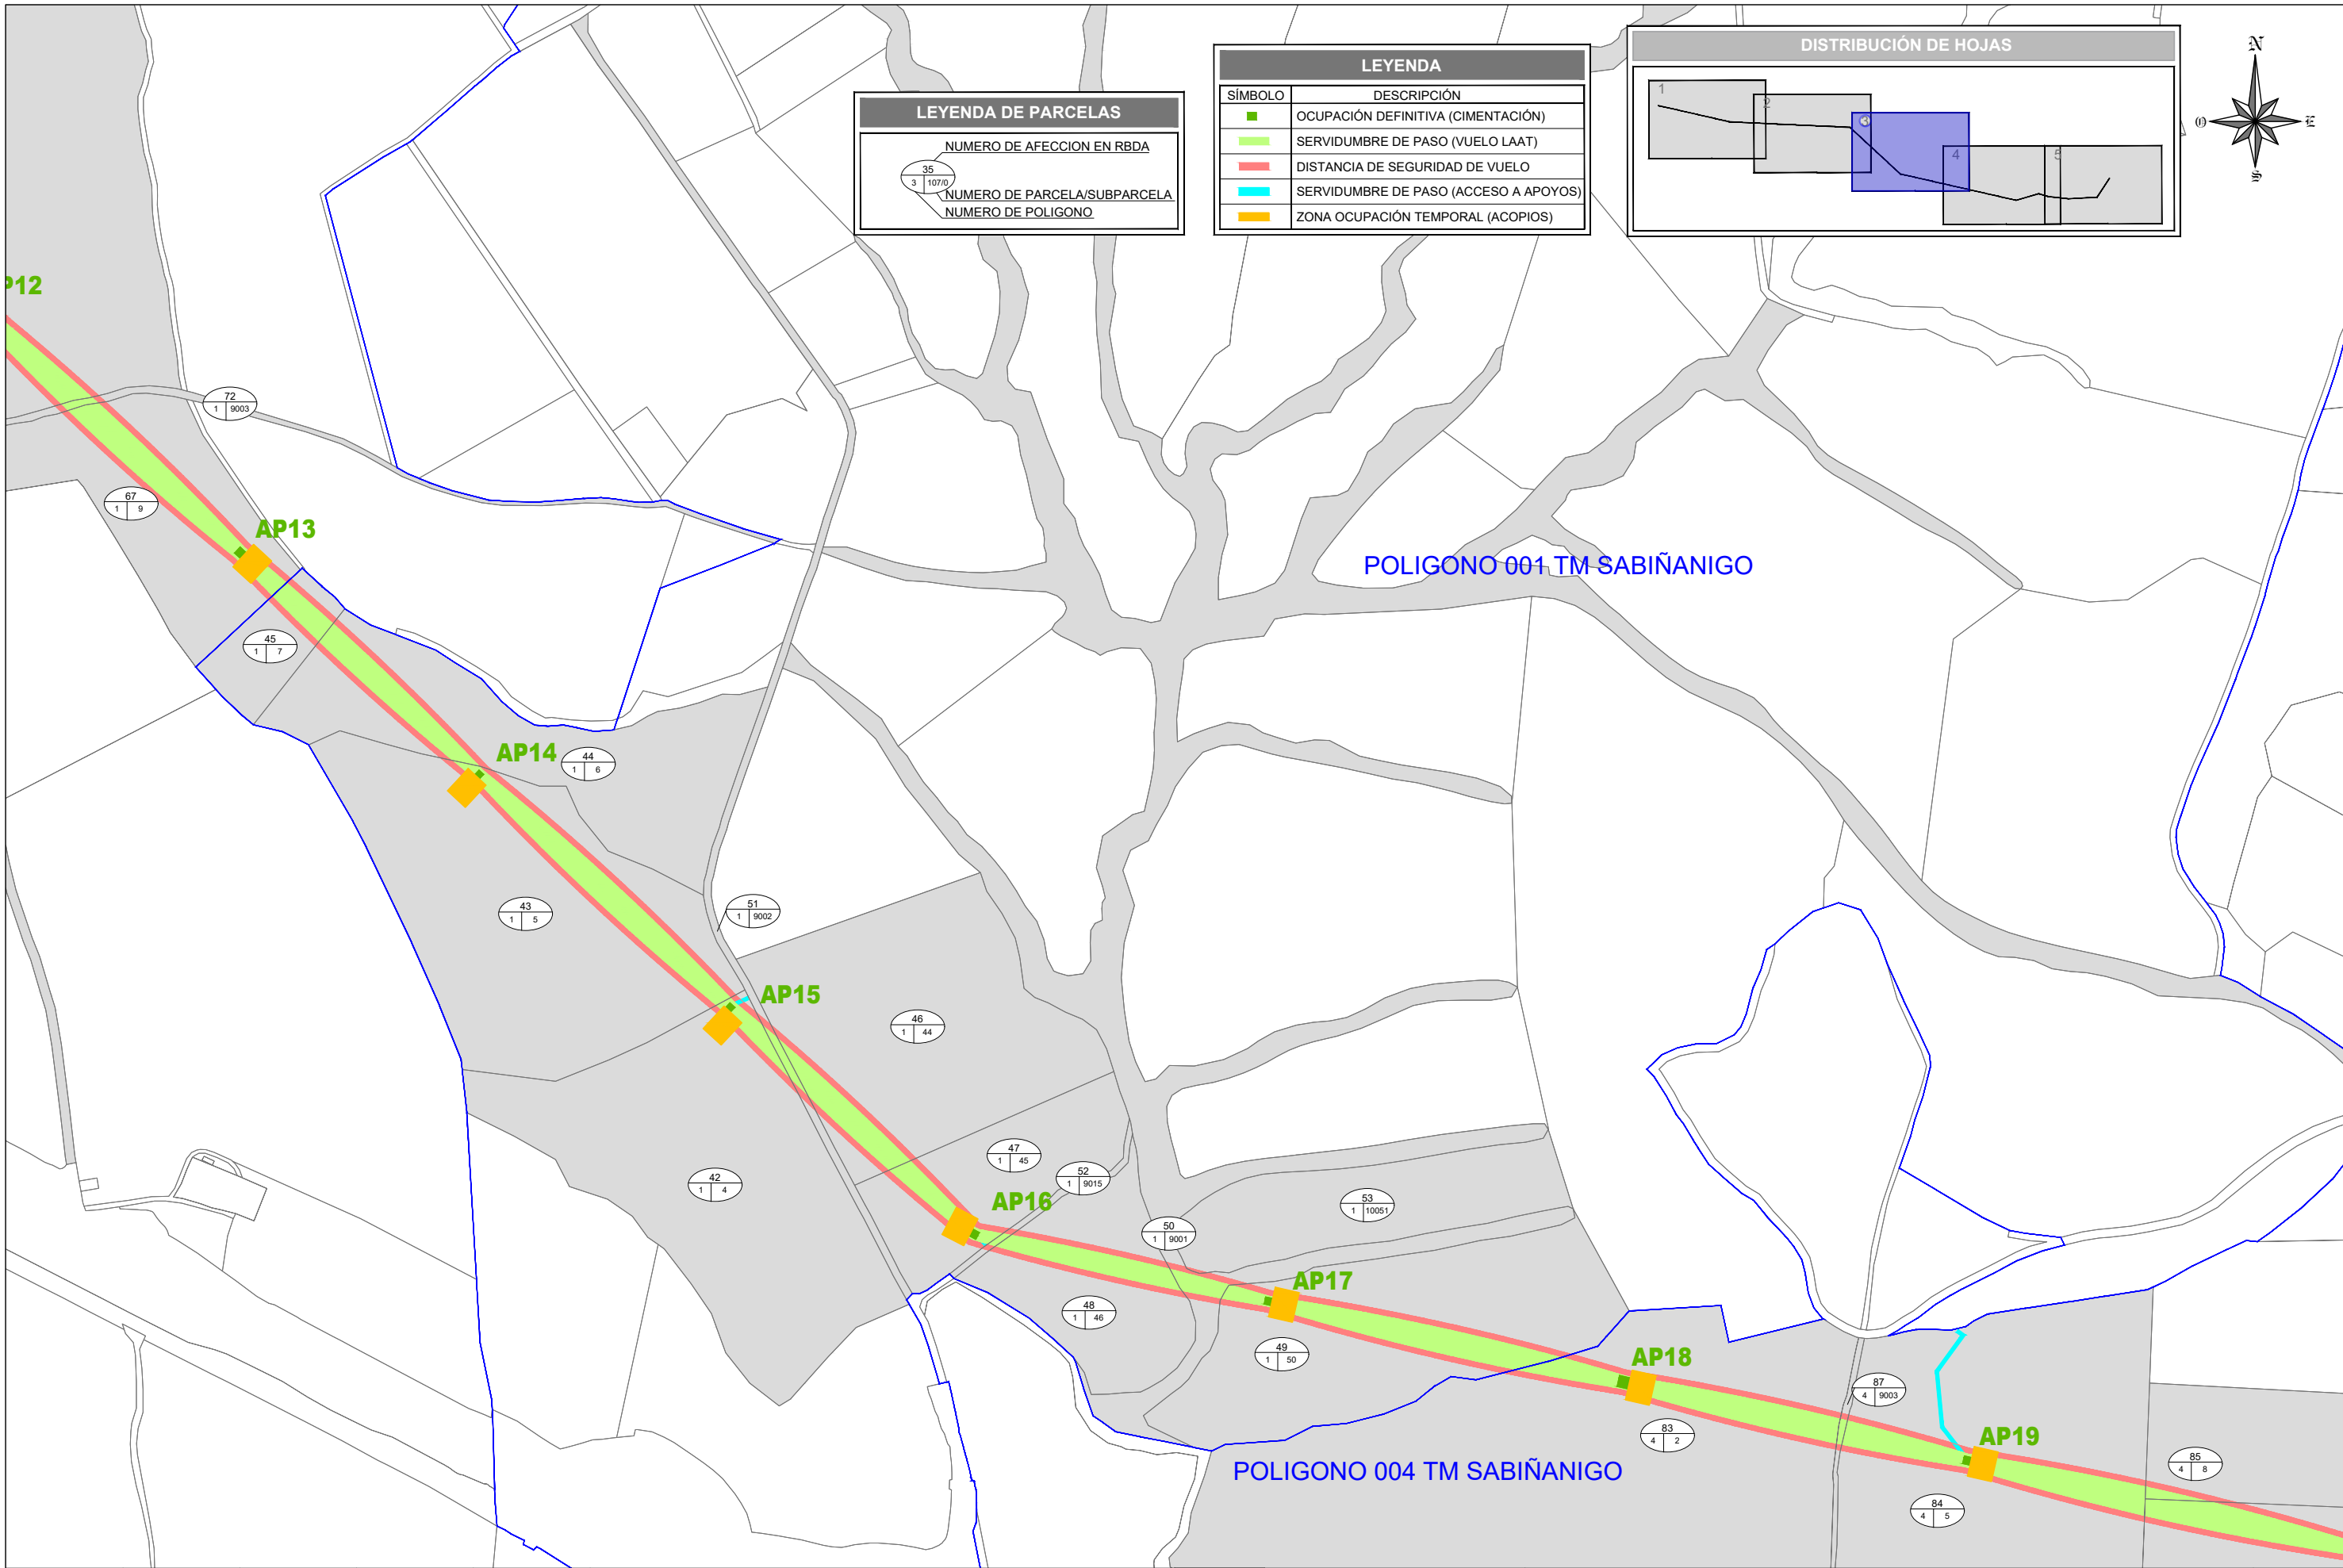 LEYENDA DE PARCELAS
NUMERO DE AFECCION EN RBDA
35
3 107/0
NUMERO DE PARCELA/SUBPARCELA
NUMERO DE POLIGONO
LEYENDA
SÍMBOLO DESCRIPCIÓN
OCUPACIÓN DEFINITIVA (CIMENTACIÓN)
SERVIDUMBRE DE PASO (VUELO LAAT)
DISTANCIA DE SEGURIDAD DE VUELO
SERVIDUMBRE DE PASO (ACCESO A APOYOS)
ZONA OCUPACIÓN TEMPORAL (ACOPIOS)
DISTRIBUCIÓN DE HOJAS
1
2
3
4
5
N
O
E
S
P12
72
1 9003
67
1 9
AP13
POLIGONO 001 TM SABIÑANIGO
45
1 7
AP14
44
1 6
43
1 5
51
1 9002
AP15
46
1 44
47
1 45
52
1 9015
42
1 4
AP16
53
1 10051
50
1 9001
AP17
48
1 46
49
1 50
AP18
87
4 9003
83
4 2
AP19
85
4 8
POLIGONO 004 TM SABIÑANIGO
84
4 5